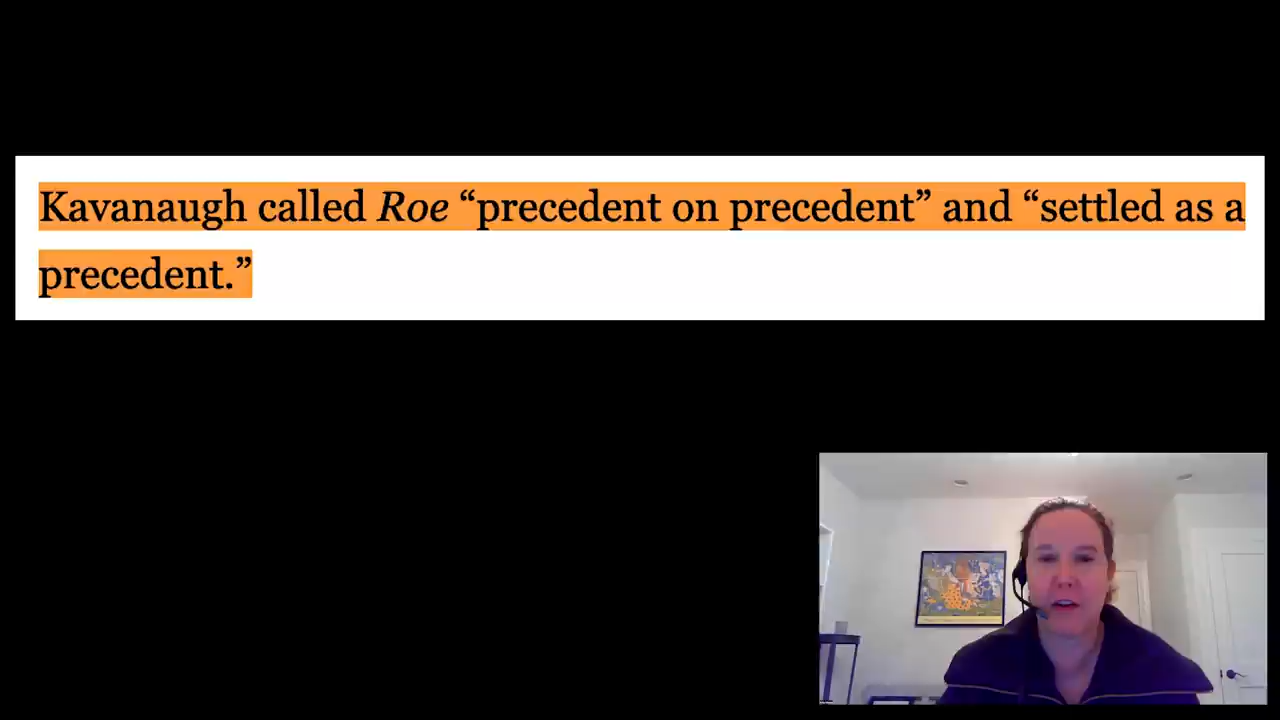 Kavanaugh called Roe “precedent on precedent” and “settled as a
precedent.”